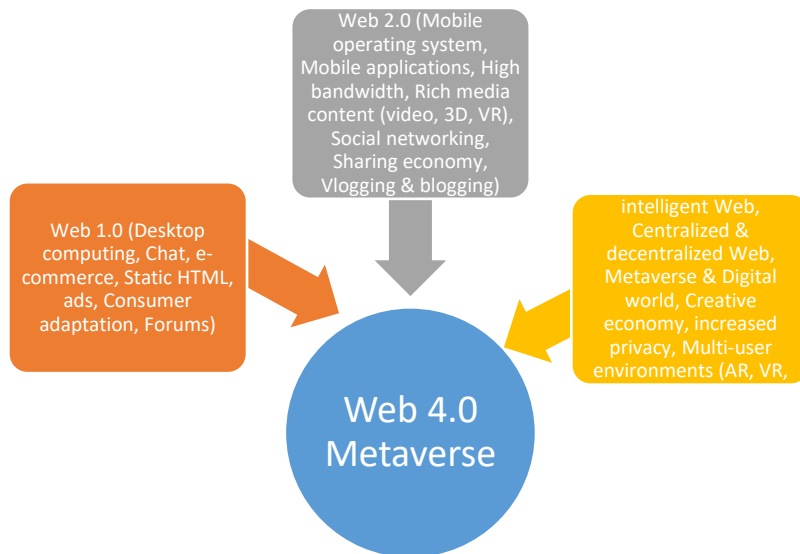 Web 2.0 (Mobile
operating system,
Mobile applications, High
bandwidth, Rich media
content (video, 3D, VR),
Social networking,
Sharing economy,
Vlogging & blogging)
Web 1.0 (Desktop
computing, Chat, e-
commerce, Static HTML,
ads, Consumer
adaptation, Forums)
intelligent Web,
Centralized &
decentralized Web,
Metaverse & Digital
world, Creative
economy, increased
privacy, Multi-user
environments (AR, VR,
Web 4.0
Metaverse